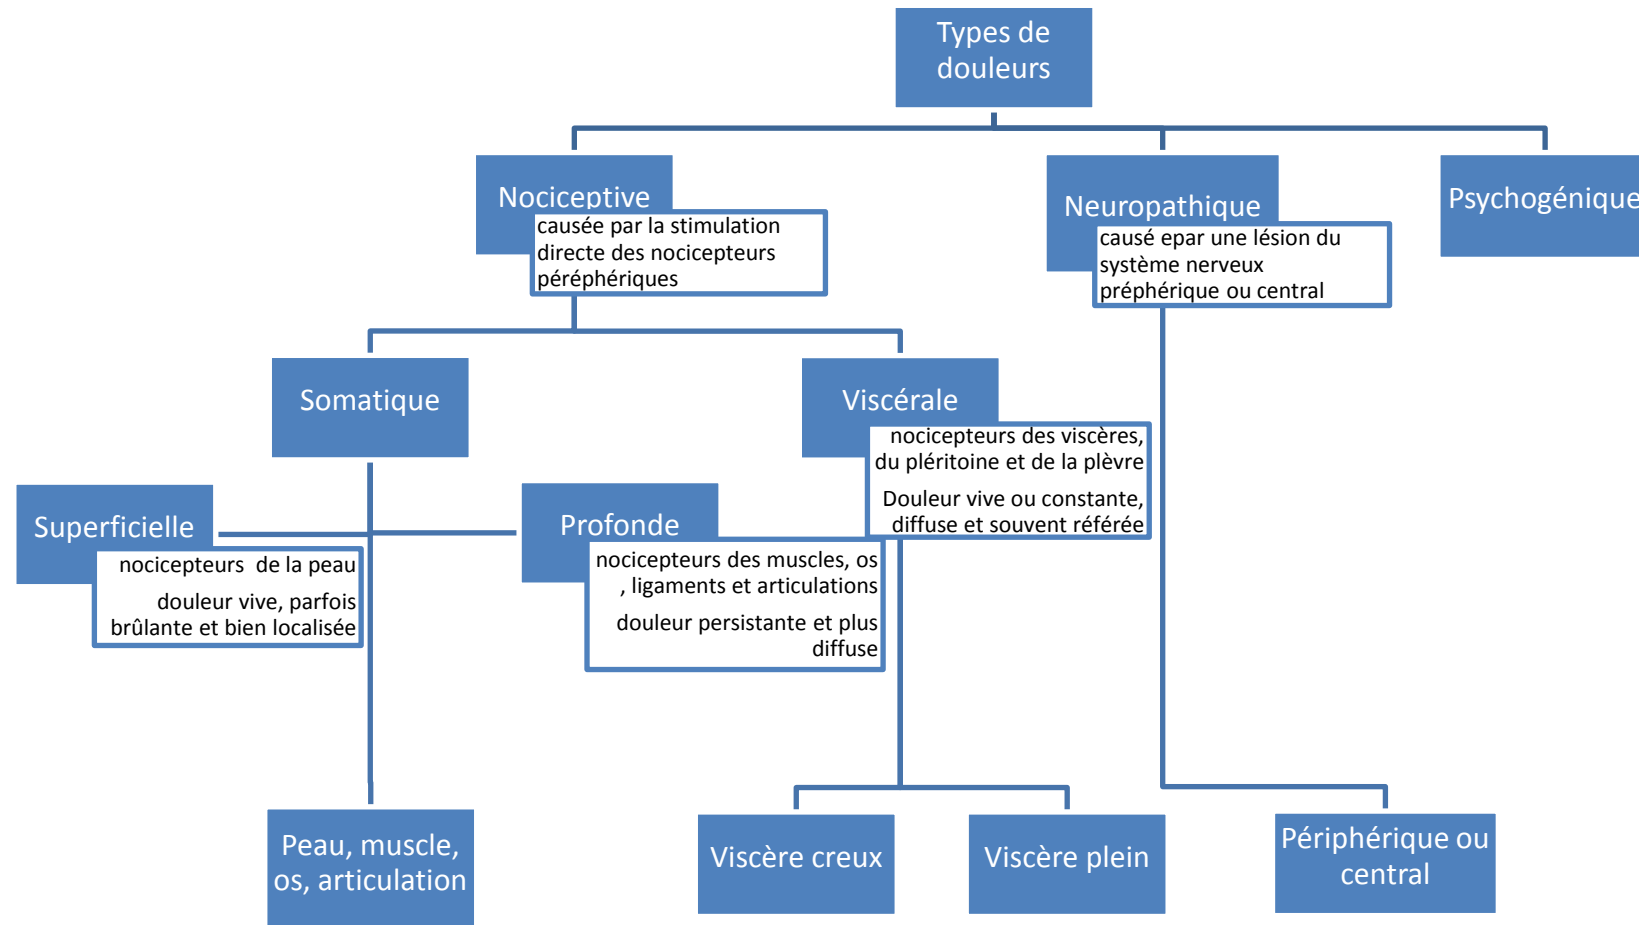 Types de
douleurs
Nociceptive
causée par la stimulation
directe des nocicepteurs
péréphériques
Neuropathique
causé epar une lésion du
système nerveux
préphérique ou central
Psychogénique
Somatique
Viscérale
nocicepteurs des viscères,
du pléritoine et de la plèvre
Douleur vive ou constante,
diffuse et souvent référée
Superficielle
nocicepteurs  de la peau
douleur vive, parfois
brûlante et bien localisée
Profonde
nocicepteurs des muscles, os
, ligaments et articulations
douleur persistante et plus
diffuse
Peau, muscle,
os, articulation
Viscère creux
Viscère plein
Périphérique ou
central